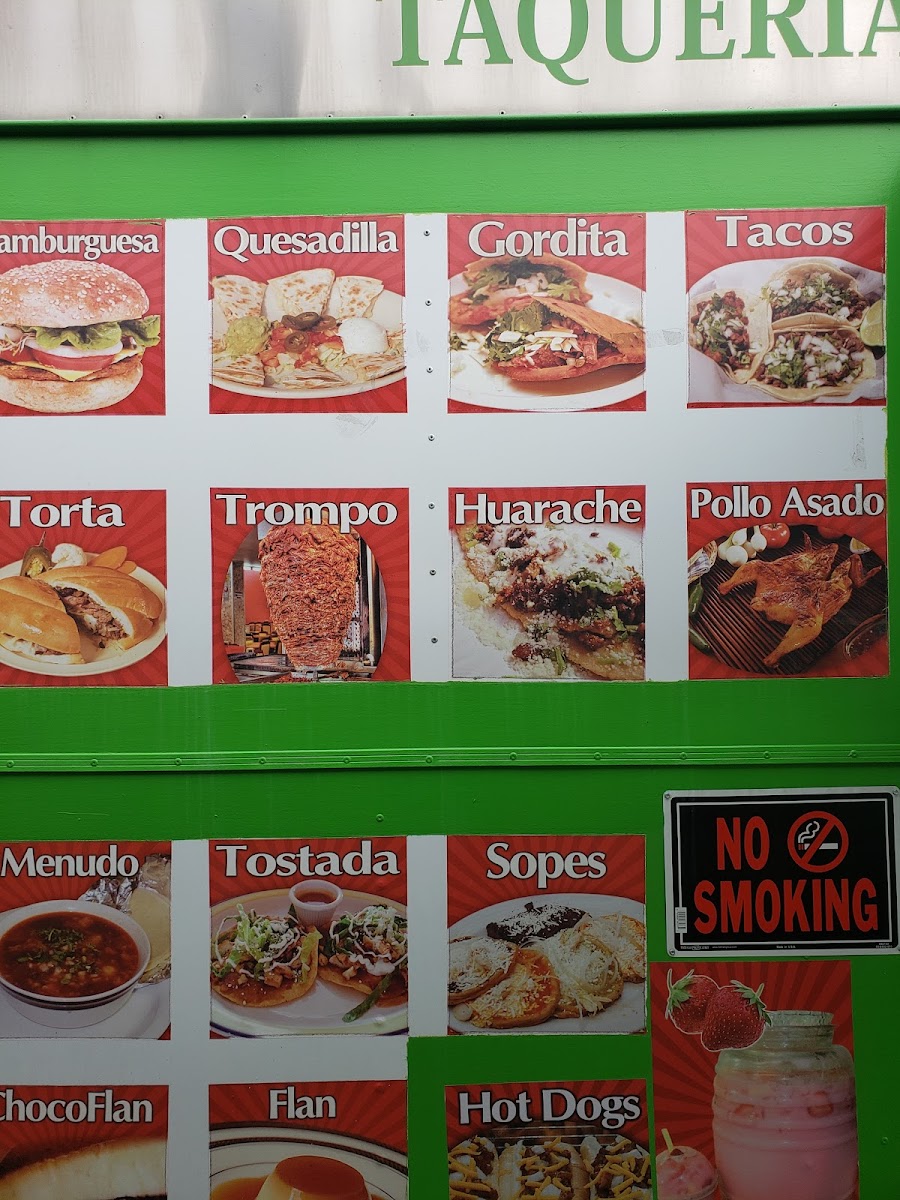 TAQUERIA
amburguesa
Quesadilla
Gordita
Tacos
Torta
Trompo
Huarache
Pollo Asado
Menudo
Tostada
Sopes
NO
SMOKING
ChocoFlan
Flan
Hot Dogs